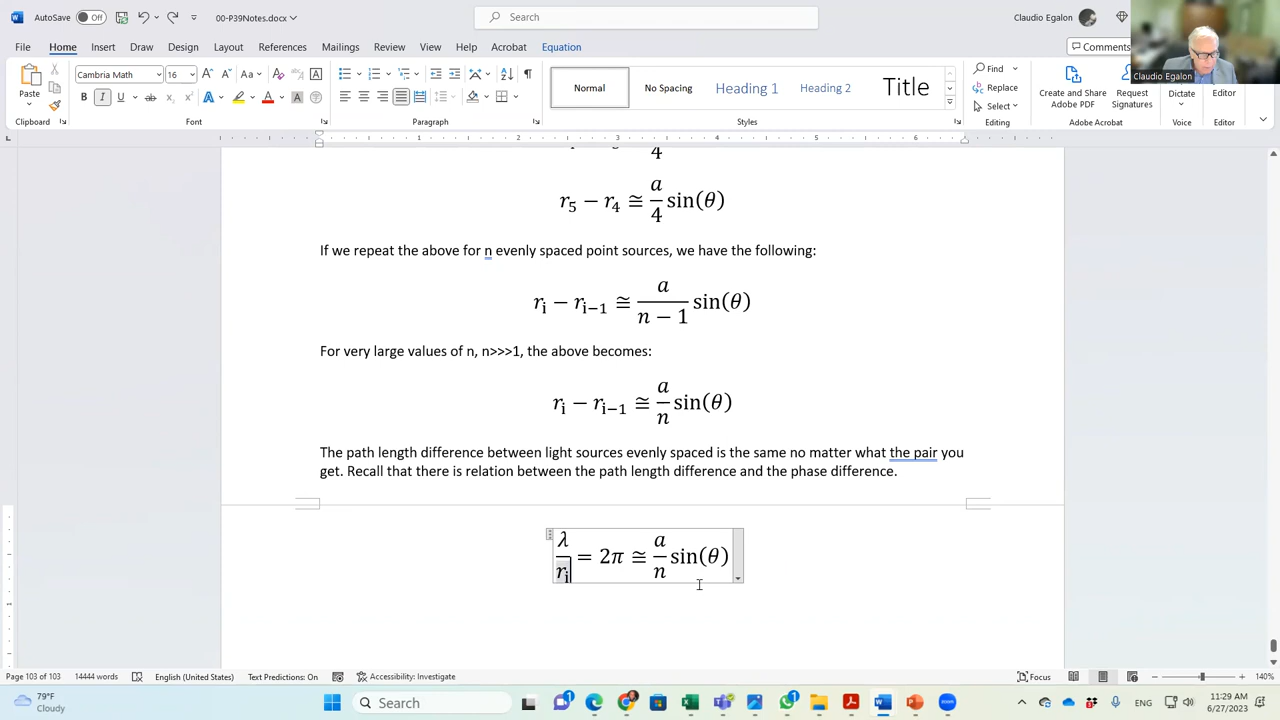 AutoSave Off 00-P39Notes.docx Search Claudio Egalon
File Home Insert Draw Design Layout References Mailings Review View Help Acrobat Equation Comments
Claudio Egalon
Paste Cambria Math 16 Normal No Spacing Heading 1 Heading 2 Title Find Replace Select Create and Share Adobe PDF Request Signatures Dictate Editor
Clipboard Font Paragraph Styles Editing Adobe Acrobat Voice Editor
4
r₅ − r₄ ≅ a/4 sin(θ)
If we repeat the above for n evenly spaced point sources, we have the following:
rᵢ − rᵢ₋₁ ≅ a/(n − 1) sin(θ)
For very large values of n, n>>>1, the above becomes:
rᵢ − rᵢ₋₁ ≅ a/n sin(θ)
The path length difference between light sources evenly spaced is the same no matter what the pair you
get. Recall that there is relation between the path length difference and the phase difference.
λ/rᵢ = 2π ≅ a/n sin(θ)
Page 103 of 103 14444 words English (United States) Text Predictions: On Accessibility: Investigate Focus 140%
79°F
Cloudy
Search
ENG
11:29 AM
6/27/2023